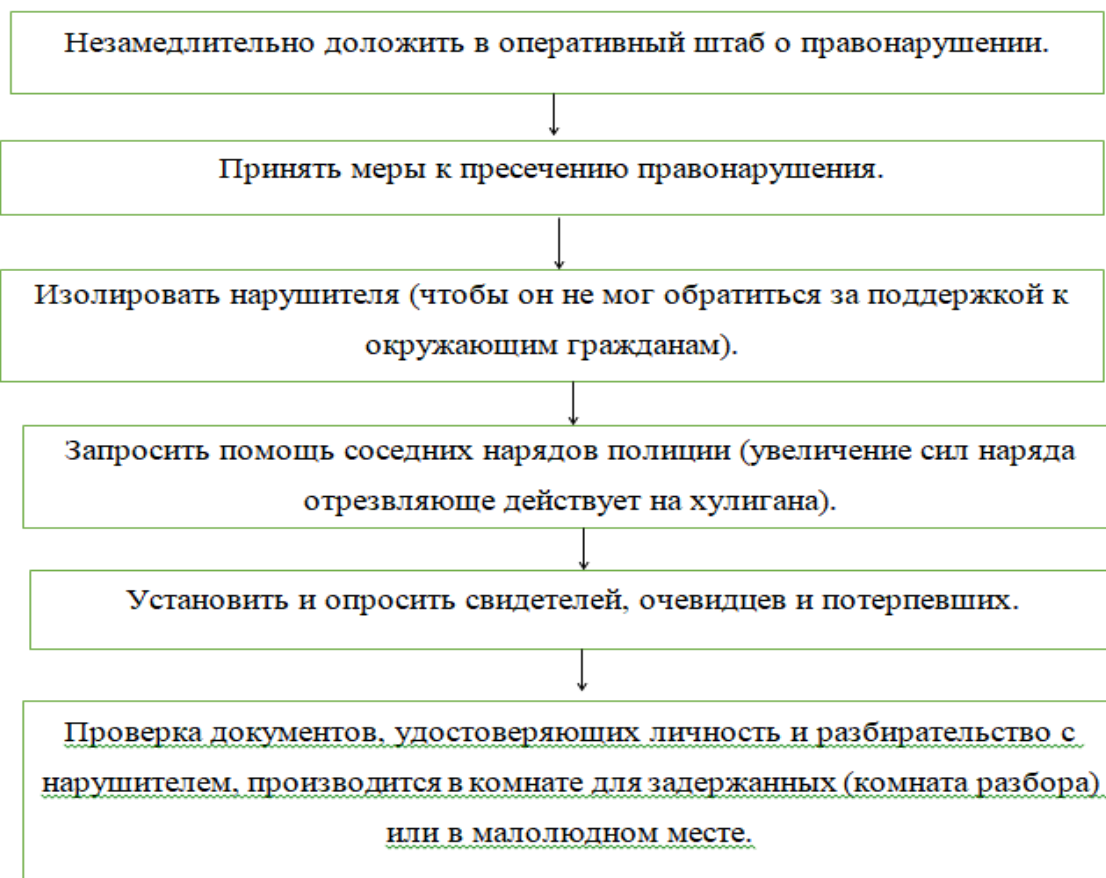 Незамедлительно доложить в оперативный штаб о правонарушении.
Принять меры к пресечению правонарушения.
Изолировать нарушителя (чтобы он не мог обратиться за поддержкой к
окружающим гражданам).
Запросить помощь соседних нарядов полиции (увеличение сил наряда
отрезвляюще действует на хулигана).
Установить и опросить свидетелей, очевидцев и потерпевших.
Проверка документов, удостоверяющих личность и разбирательство с
нарушителем, производится в комнате для задержанных (комната разбора)
или в малолюдном месте.